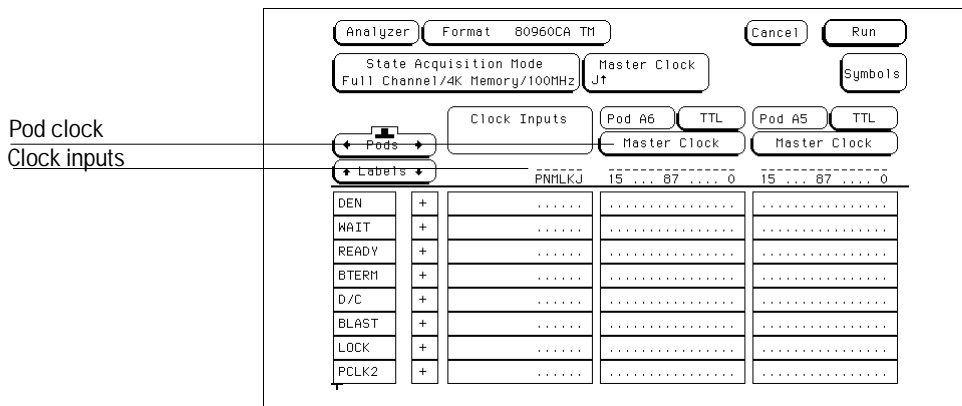 Analyzer Format 80960CA TM Cancel Run
State Acquisition Mode
Full Channel/4K Memory/100MHz
Master Clock
J↑
Symbols
Clock Inputs
Pod A6 TTL Pod A5 TTL
Pod clock
← Pods → Master Clock Master Clock
Clock inputs
↑ Labels ↓
PNMLKJ 15 ... 87 .... 0 15 ... 87 .... 0
DEN + ...... ................ ................
WAIT + ...... ................ ................
READY + ...... ................ ................
BTERM + ...... ................ ................
D/C + ...... ................ ................
BLAST + ...... ................ ................
LOCK + ...... ................ ................
PCLK2 + ...... ................ ................